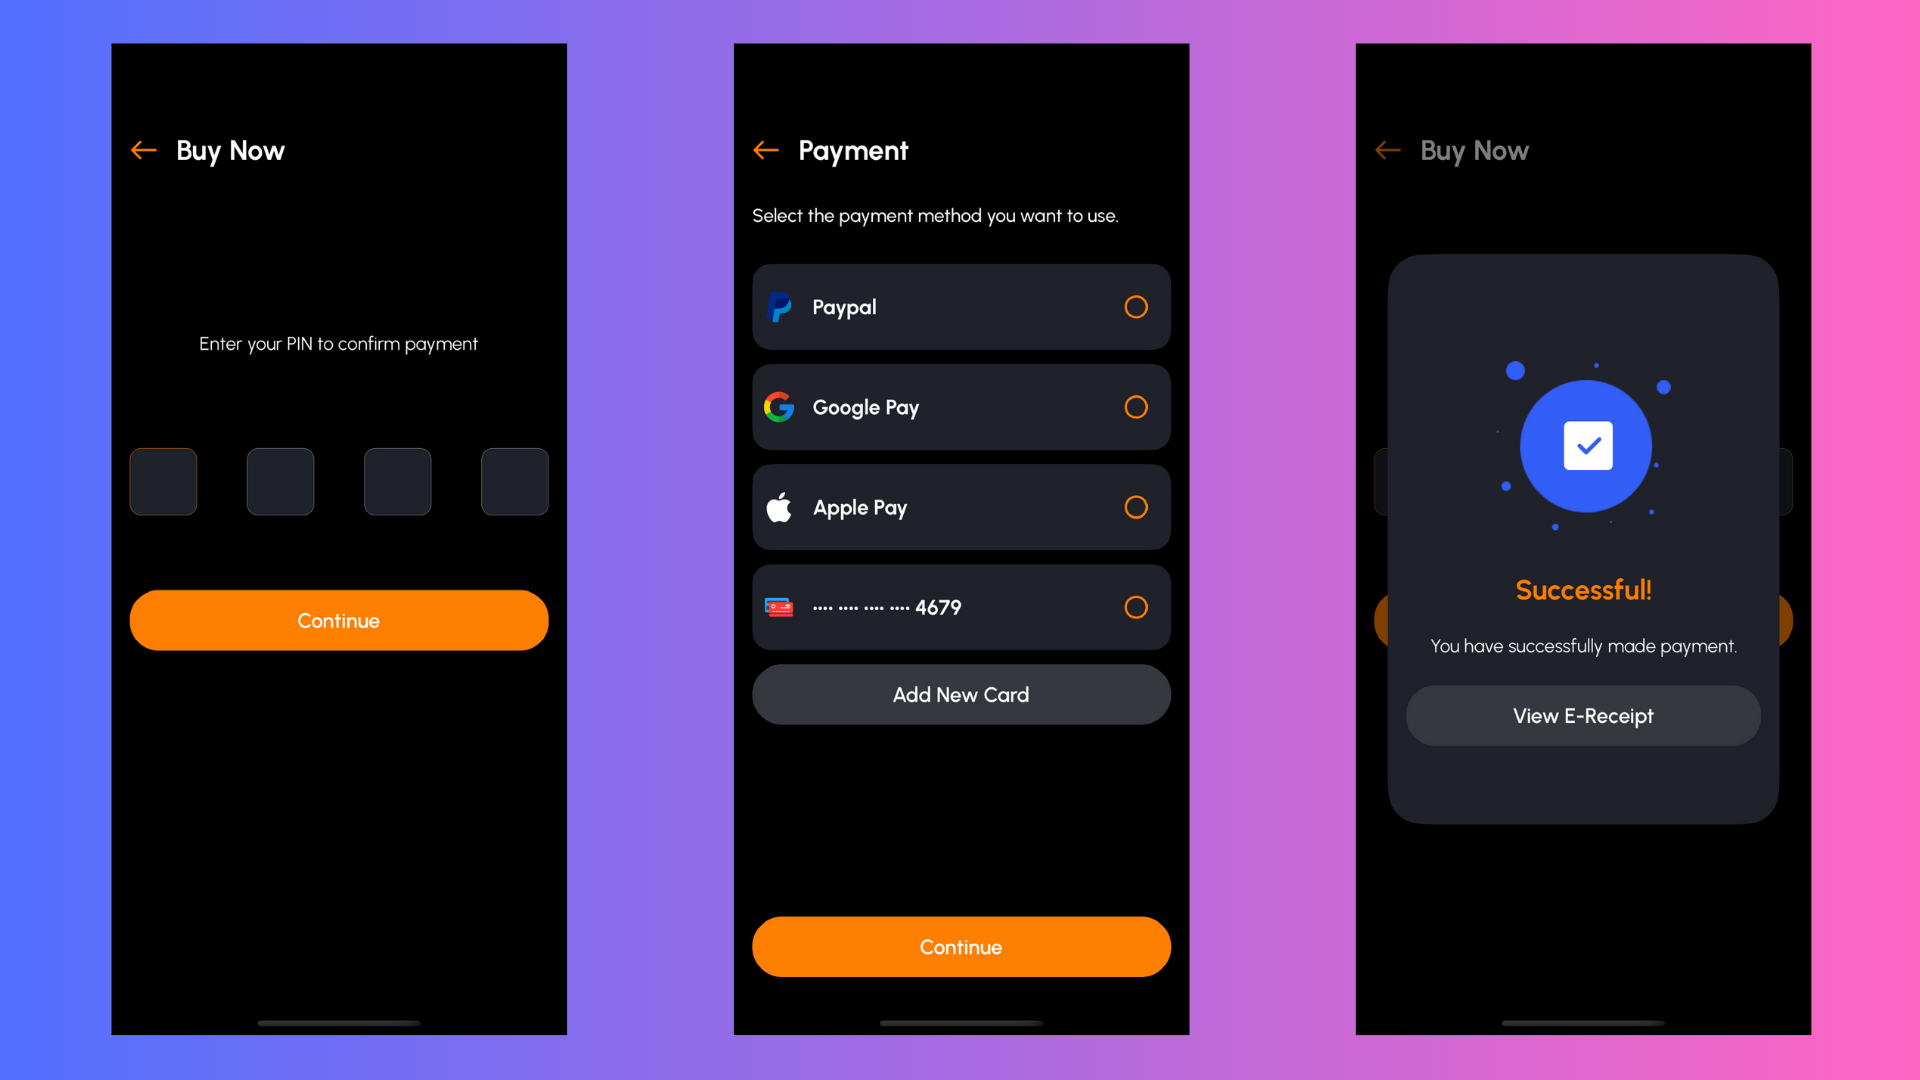 Buy Now
Enter your PIN to confirm payment
Continue
Payment
Select the payment method you want to use.
Paypal
Google Pay
Apple Pay
•••• •••• •••• •••• 4679
Add New Card
Continue
Buy Now
Successful!
You have successfully made payment.
View E-Receipt